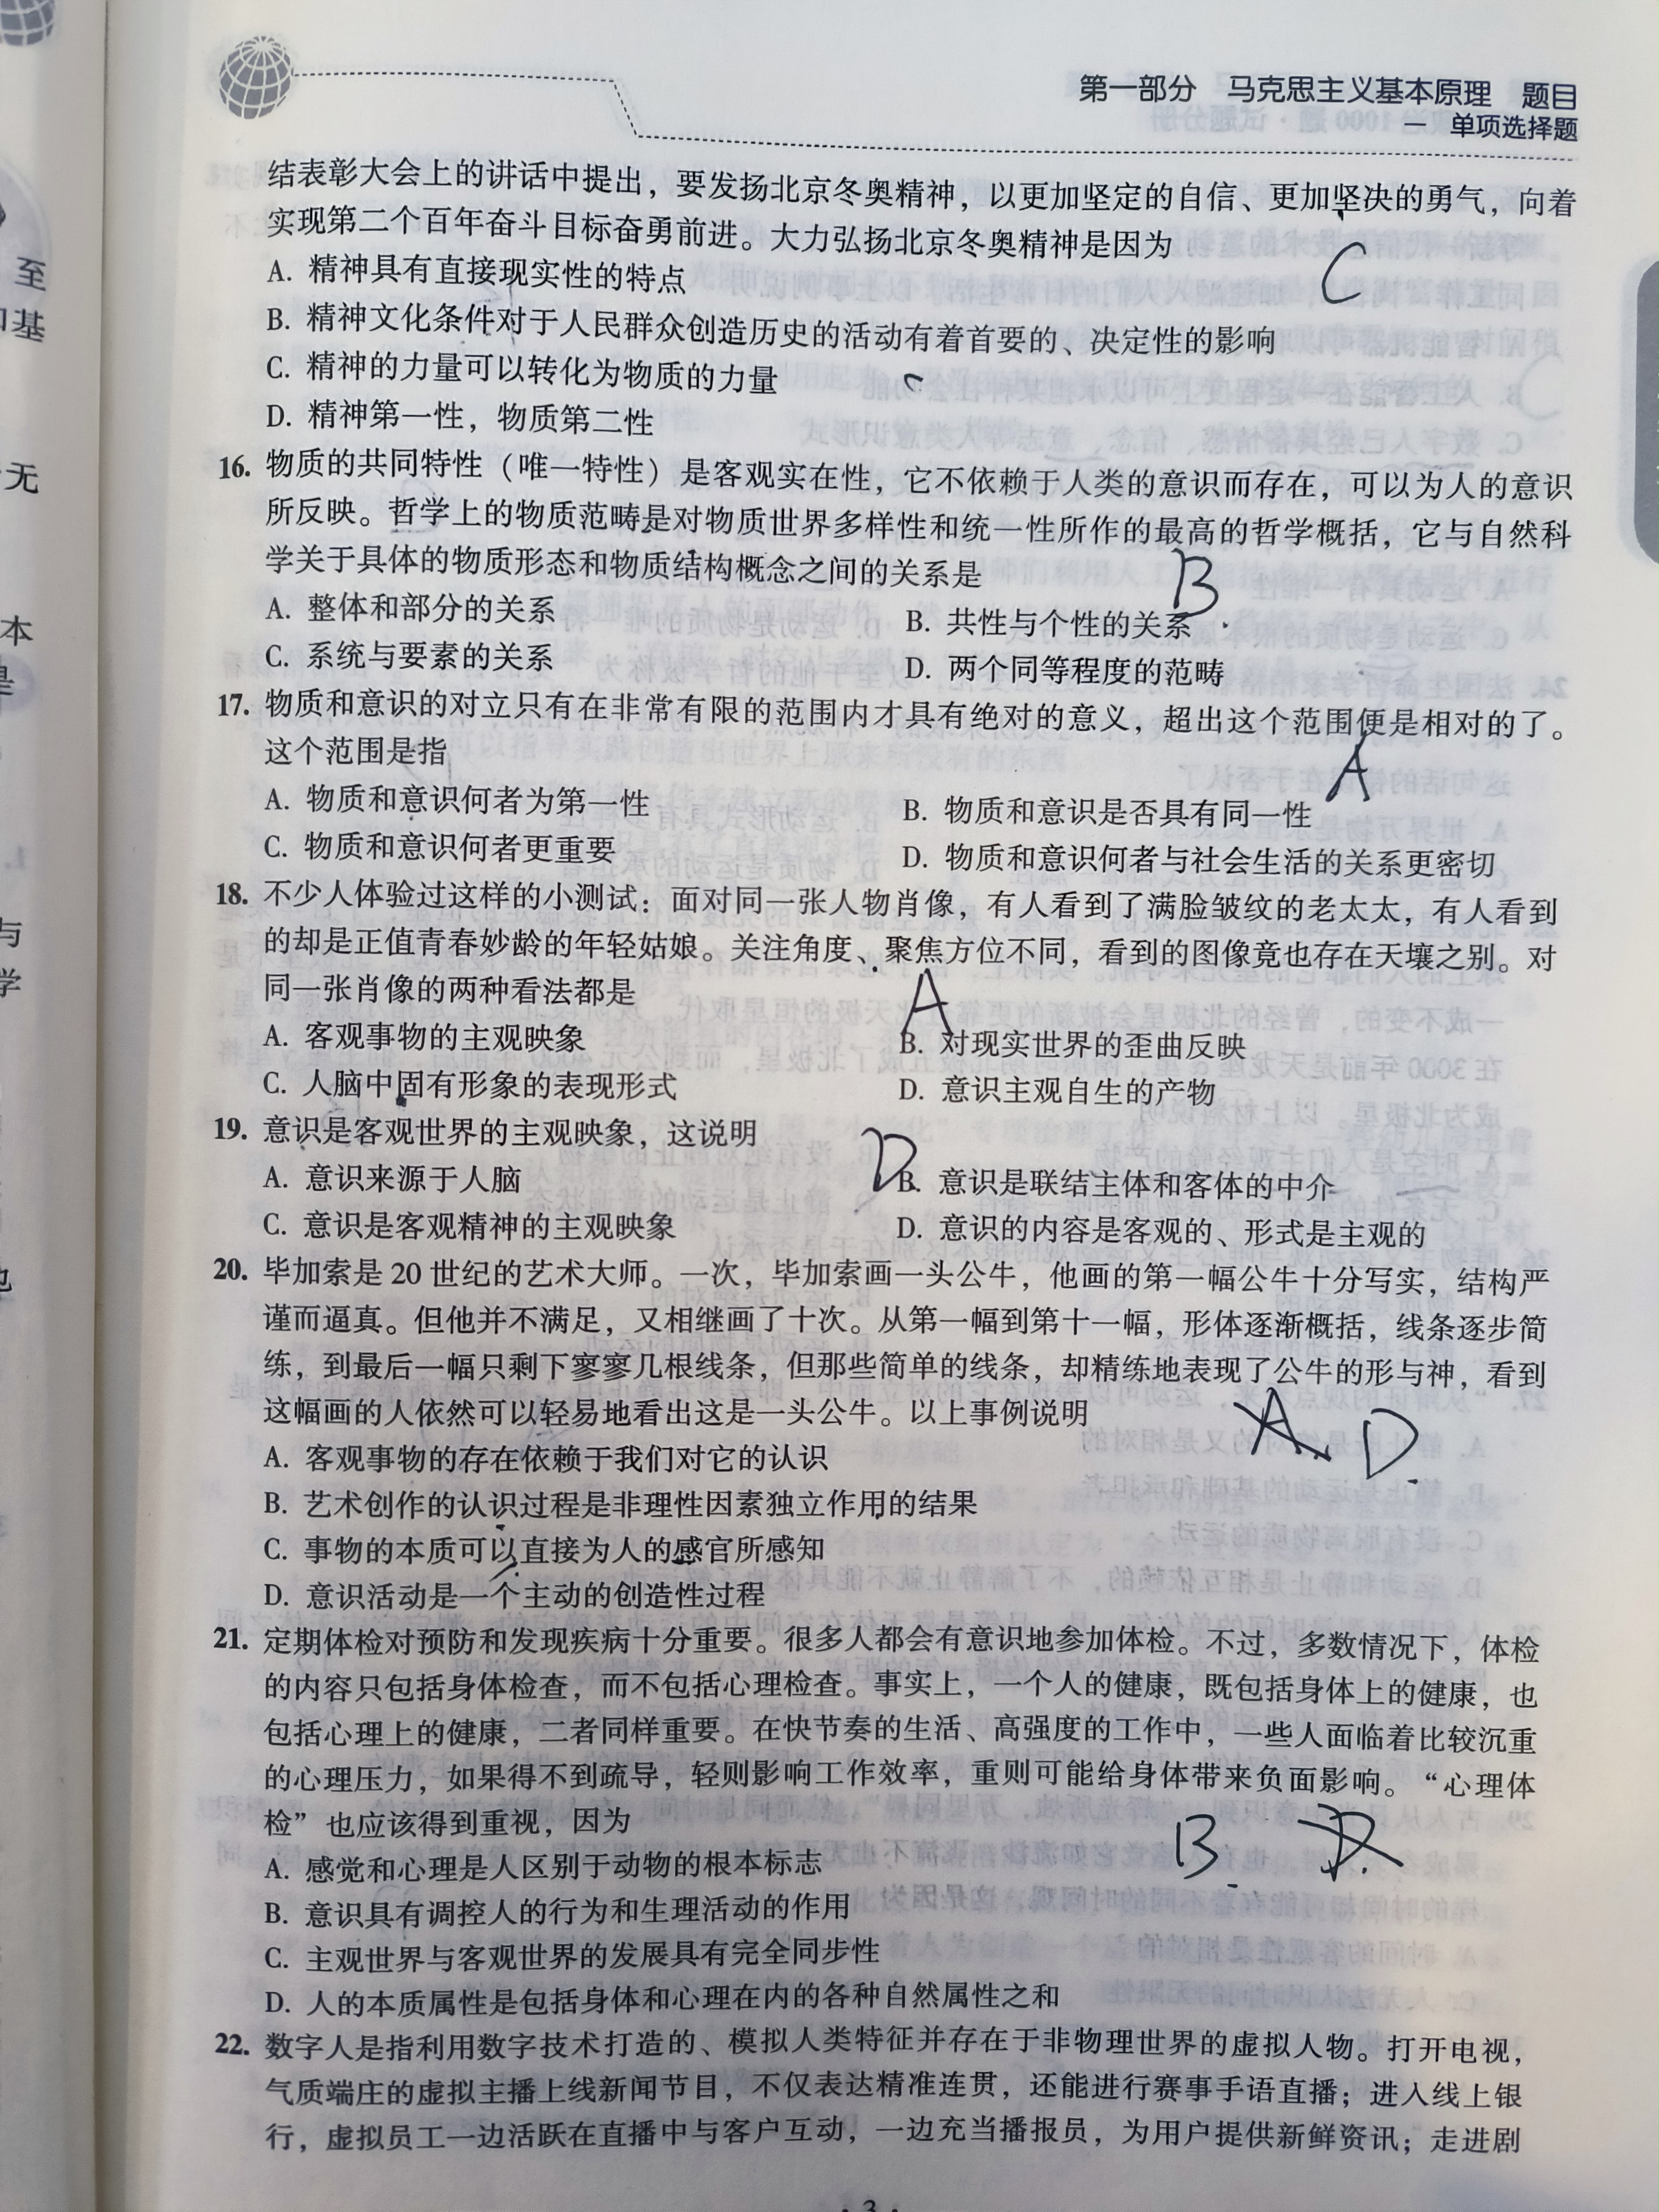 第一部分 马克思主义基本原理 题目
一 单项选择题
结表彰大会上的讲话中提出，要发扬北京冬奥精神，以更加坚定的自信、更加坚决的勇气，向着
实现第二个百年奋斗目标奋勇前进。大力弘扬北京冬奥精神是因为
C
A. 精神具有直接现实性的特点
B. 精神文化条件对于人民群众创造历史的活动有着首要的、决定性的影响
C. 精神的力量可以转化为物质的力量
D. 精神第一性，物质第二性
16. 物质的共同特性（唯一特性）是客观实在性，它不依赖于人类的意识而存在，可以为人的意识
所反映。哲学上的物质范畴是对物质世界多样性和统一性所作的最高的哲学概括，它与自然科
学关于具体的物质形态和物质结构概念之间的关系是
B
A. 整体和部分的关系 B. 共性与个性的关系
C. 系统与要素的关系 D. 两个同等程度的范畴
17. 物质和意识的对立只有在非常有限的范围内才具有绝对的意义，超出这个范围便是相对的了。
这个范围是指
A
A. 物质和意识何者为第一性 B. 物质和意识是否具有同一性
C. 物质和意识何者更重要 D. 物质和意识何者与社会生活的关系更密切
18. 不少人体验过这样的小测试：面对同一张人物肖像，有人看到了满脸皱纹的老太太，有人看到
的却是正值青春妙龄的年轻姑娘。关注角度、聚焦方位不同，看到的图像竟也存在天壤之别。对
同一张肖像的两种看法都是
A
A. 客观事物的主观映象 B. 对现实世界的歪曲反映
C. 人脑中固有形象的表现形式 D. 意识主观自生的产物
19. 意识是客观世界的主观映象，这说明
D
A. 意识来源于人脑 B. 意识是联结主体和客体的中介
C. 意识是客观精神的主观映象 D. 意识的内容是客观的、形式是主观的
20. 毕加索是 20 世纪的艺术大师。一次，毕加索画一头公牛，他画的第一幅公牛十分写实，结构严
谨而逼真。但他并不满足，又相继画了十次。从第一幅到第十一幅，形体逐渐概括，线条逐步简
练，到最后一幅只剩下寥寥几根线条，但那些简单的线条，却精练地表现了公牛的形与神，看到
这幅画的人依然可以轻易地看出这是一头公牛。以上事例说明
A. D.
A. 客观事物的存在依赖于我们对它的认识
B. 艺术创作的认识过程是非理性因素独立作用的结果
C. 事物的本质可以直接为人的感官所感知
D. 意识活动是一个主动的创造性过程
21. 定期体检对预防和发现疾病十分重要。很多人都会有意识地参加体检。不过，多数情况下，体检
的内容只包括身体检查，而不包括心理检查。事实上，一个人的健康，既包括身体上的健康，也
包括心理上的健康，二者同样重要。在快节奏的生活、高强度的工作中，一些人面临着比较沉重
的心理压力，如果得不到疏导，轻则影响工作效率，重则可能给身体带来负面影响。“心理体
检”也应该得到重视，因为
B. D.
A. 感觉和心理是人区别于动物的根本标志
B. 意识具有调控人的行为和生理活动的作用
C. 主观世界与客观世界的发展具有完全同步性
D. 人的本质属性是包括身体和心理在内的各种自然属性之和
22. 数字人是指利用数字技术打造的、模拟人类特征并存在于非物理世界的虚拟人物。打开电视，
气质端庄的虚拟主播上线新闻节目，不仅表达精准连贯，还能进行赛事手语直播；进入线上银
行，虚拟员工一边活跃在直播中与客户互动，一边充当播报员，为用户提供新鲜资讯；走进剧
· 3 ·